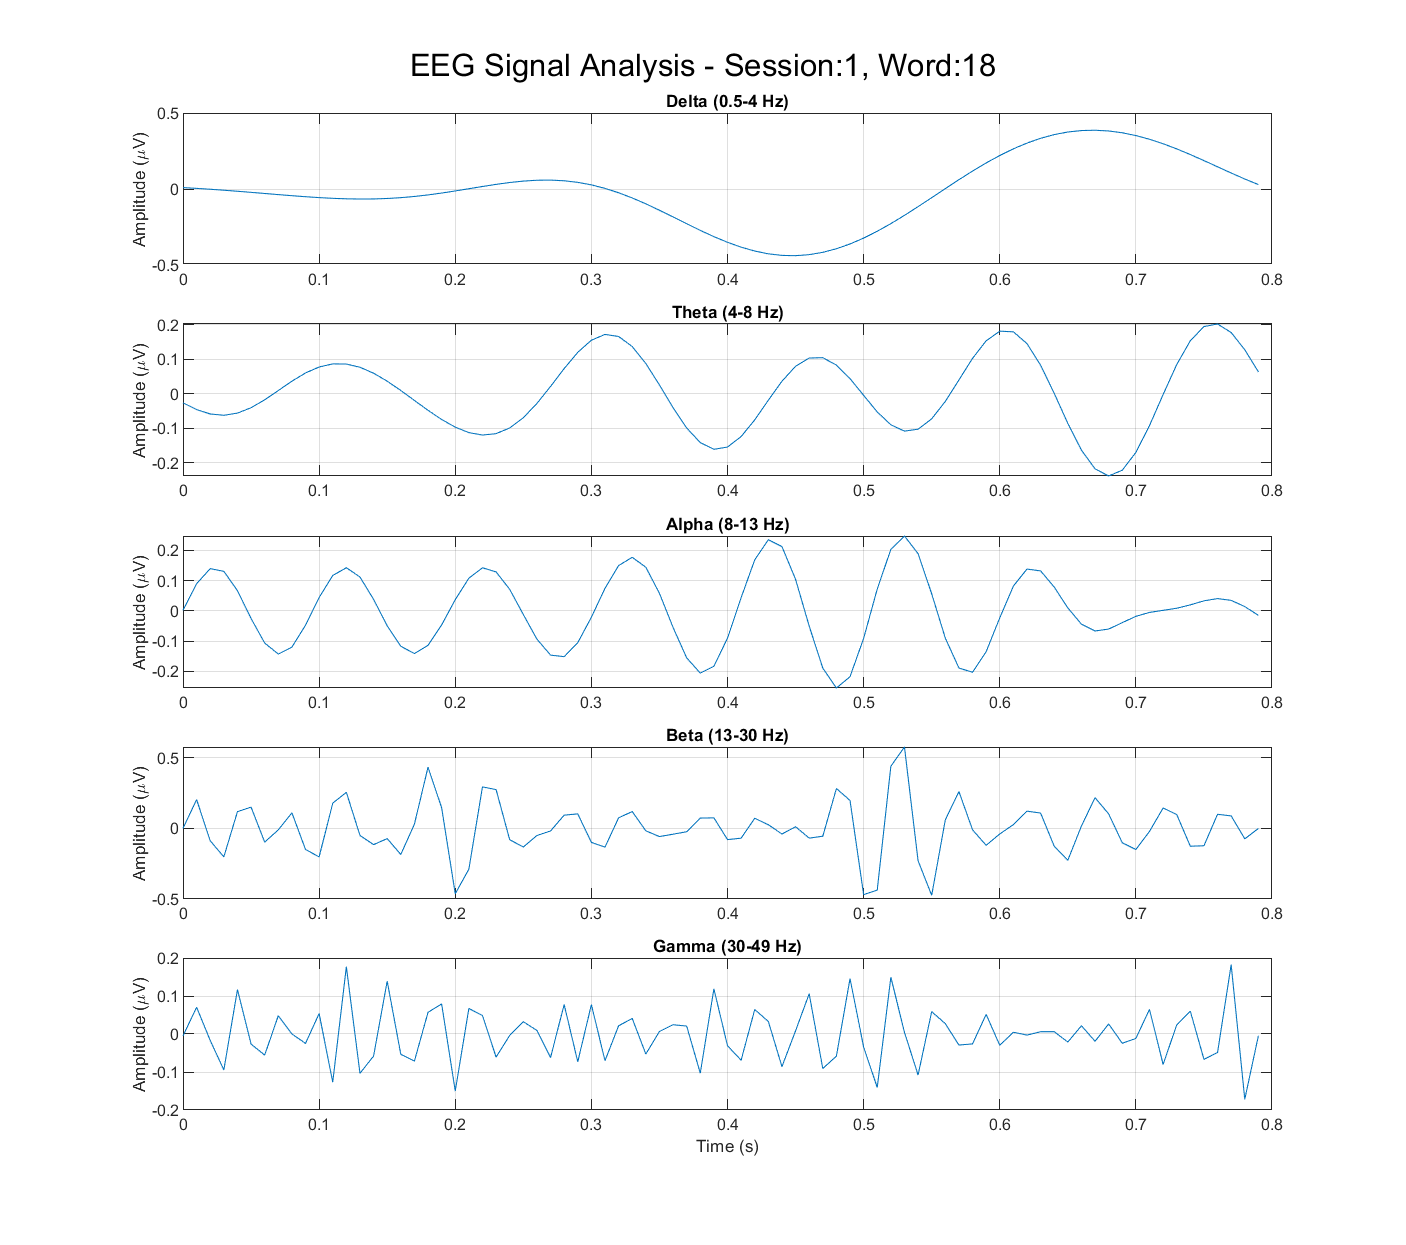 EEG Signal Analysis - Session:1, Word:18
Delta (0.5-4 Hz)
Amplitude (μV)
0.5
0
-0.5
0 0.1 0.2 0.3 0.4 0.5 0.6 0.7 0.8
Theta (4-8 Hz)
Amplitude (μV)
0.2
0.1
0
-0.1
-0.2
0 0.1 0.2 0.3 0.4 0.5 0.6 0.7 0.8
Alpha (8-13 Hz)
Amplitude (μV)
0.2
0.1
0
-0.1
-0.2
0 0.1 0.2 0.3 0.4 0.5 0.6 0.7 0.8
Beta (13-30 Hz)
Amplitude (μV)
0.5
0
-0.5
0 0.1 0.2 0.3 0.4 0.5 0.6 0.7 0.8
Gamma (30-49 Hz)
Amplitude (μV)
0.2
0.1
0
-0.1
-0.2
0 0.1 0.2 0.3 0.4 0.5 0.6 0.7 0.8
Time (s)